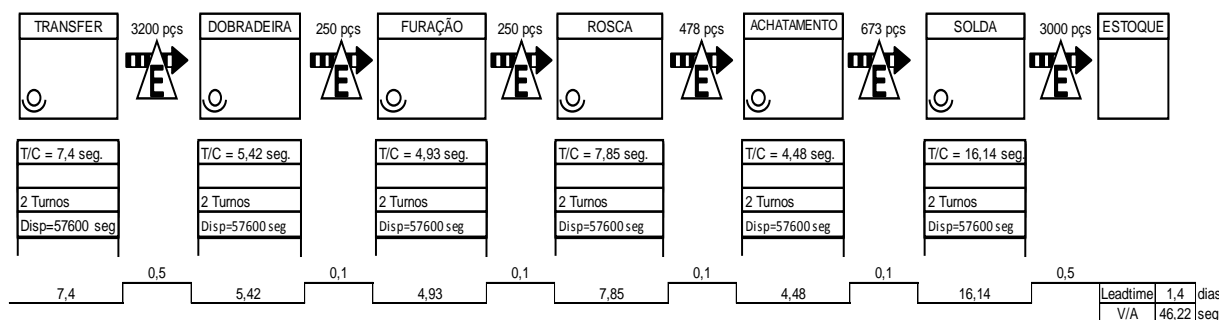 TRANSFER 3200 pçs DOBRADEIRA 250 pçs FURAÇÃO 250 pçs ROSCA 478 pçs ACHATAMENTO 673 pçs SOLDA 3000 pçs ESTOQUE
E E E E E E
T/C = 7,4 seg. T/C = 5,42 seg. T/C = 4,93 seg. T/C = 7,85 seg. T/C = 4,48 seg. T/C = 16,14 seg.
2 Turnos 2 Turnos 2 Turnos 2 Turnos 2 Turnos 2 Turnos
Disp=57600 seg Disp=57600 seg Disp=57600 seg Disp=57600 seg Disp=57600 seg Disp=57600 seg
0,5 0,1 0,1 0,1 0,1 0,5
7,4 5,42 4,93 7,85 4,48 16,14 Leadtime 1,4 dias
V/A 46,22 seg